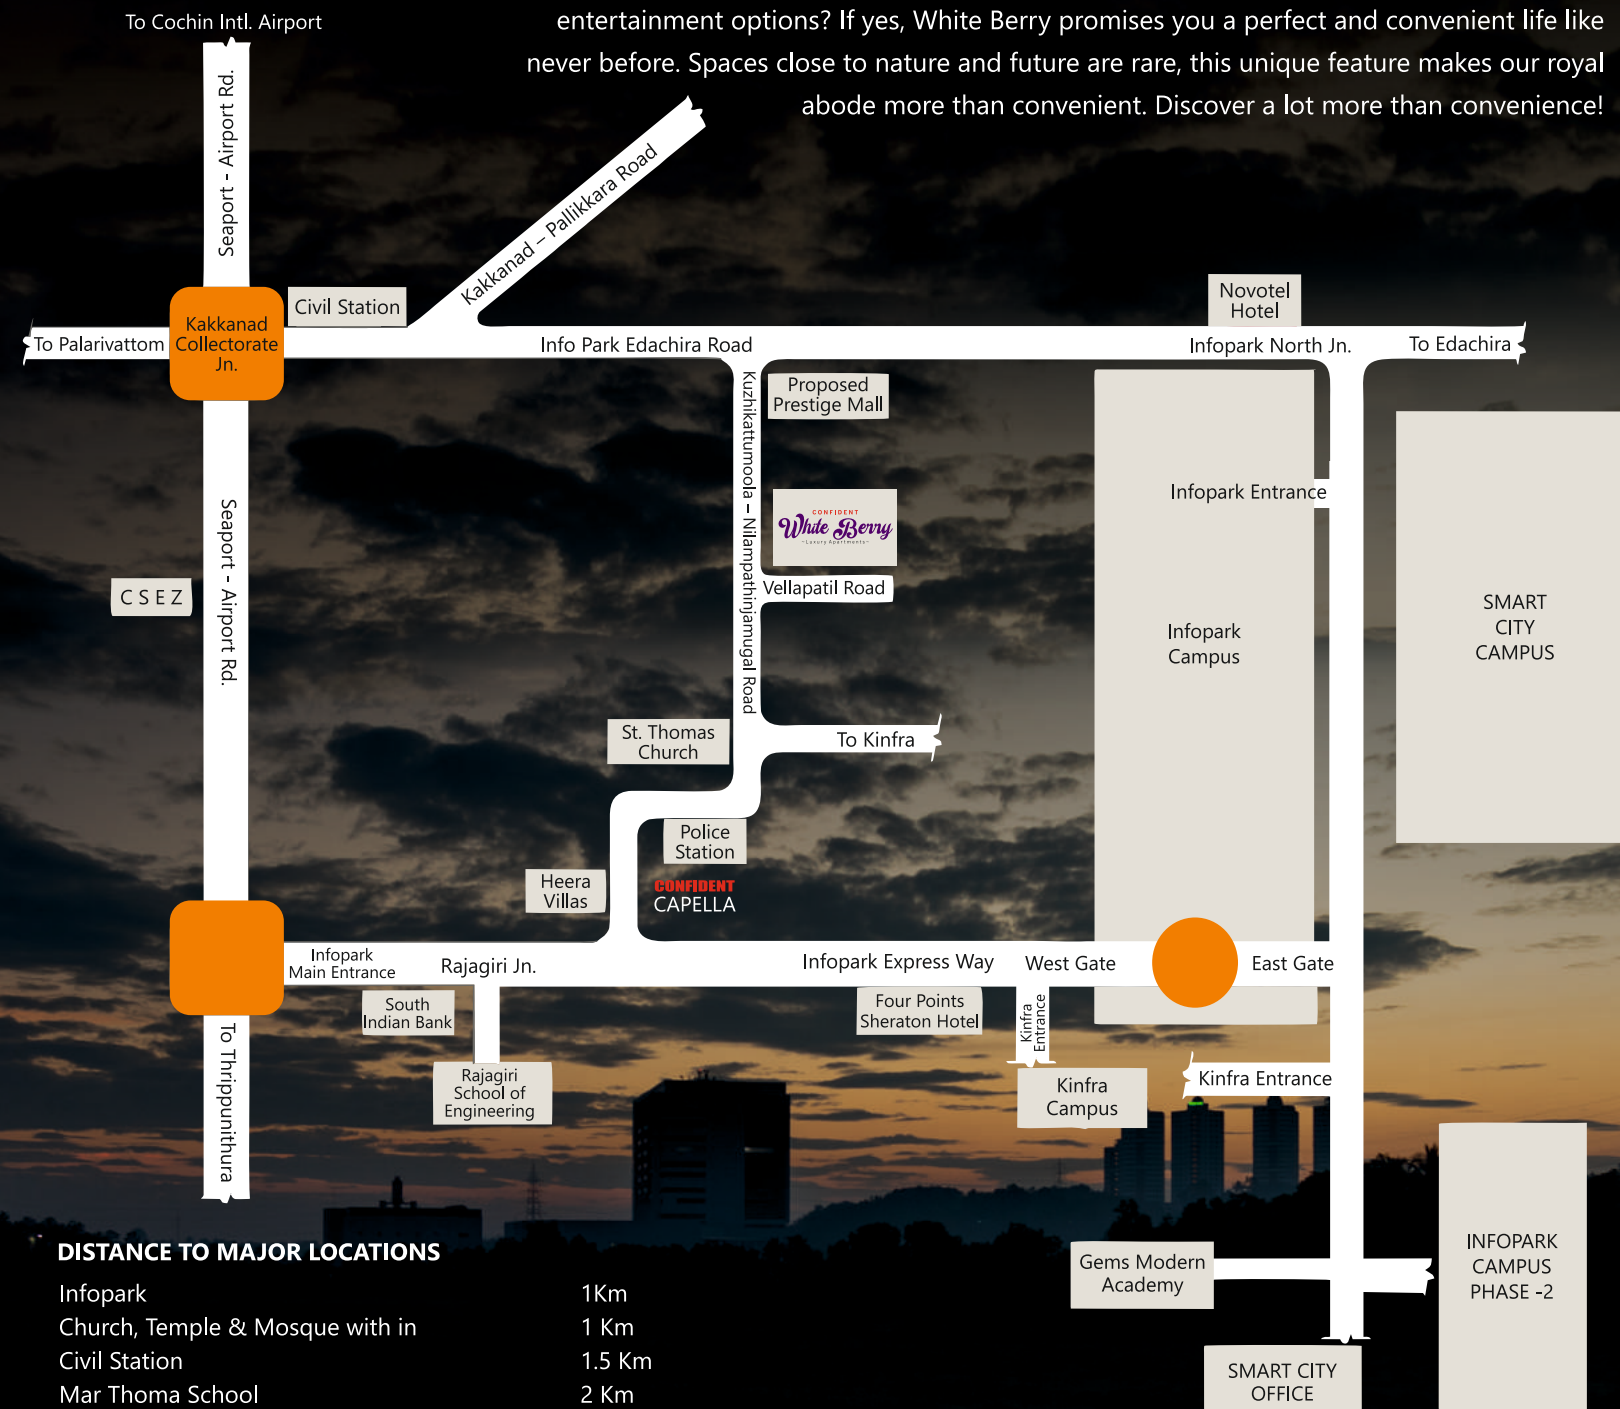 To Cochin Intl. Airport
entertainment options? If yes, White Berry promises you a perfect and convenient life like
never before. Spaces close to nature and future are rare, this unique feature makes our royal
abode more than convenient. Discover a lot more than convenience!
Seaport - Airport Rd.
Kakkanad – Pallikkara Road
Civil Station
Novotel
Hotel
To Palarivattom
Kakkanad
Collectorate
Jn.
Info Park Edachira Road
Infopark North Jn.
To Edachira
Proposed
Prestige Mall
Kuzhikattumoola – Nilampathinjamugal Road
Infopark Entrance
CONFIDENT
White Berry
~Luxury Apartments~
Seaport - Airport Rd.
C S E Z
Vellapatil Road
Infopark
Campus
SMART
CITY
CAMPUS
St. Thomas
Church
To Kinfra
Police
Station
Heera
Villas
CONFIDENT
CAPELLA
Infopark
Main Entrance
Rajagiri Jn.
Infopark Express Way
West Gate
East Gate
South
Indian Bank
Four Points
Sheraton Hotel
Kinfra
Entrance
To Thrippunithura
Rajagiri
School of
Engineering
Kinfra
Campus
Kinfra Entrance
Gems Modern
Academy
INFOPARK
CAMPUS
PHASE -2
SMART CITY
OFFICE
DISTANCE TO MAJOR LOCATIONS
Infopark 1Km
Church, Temple & Mosque with in 1 Km
Civil Station 1.5 Km
Mar Thoma School 2 Km